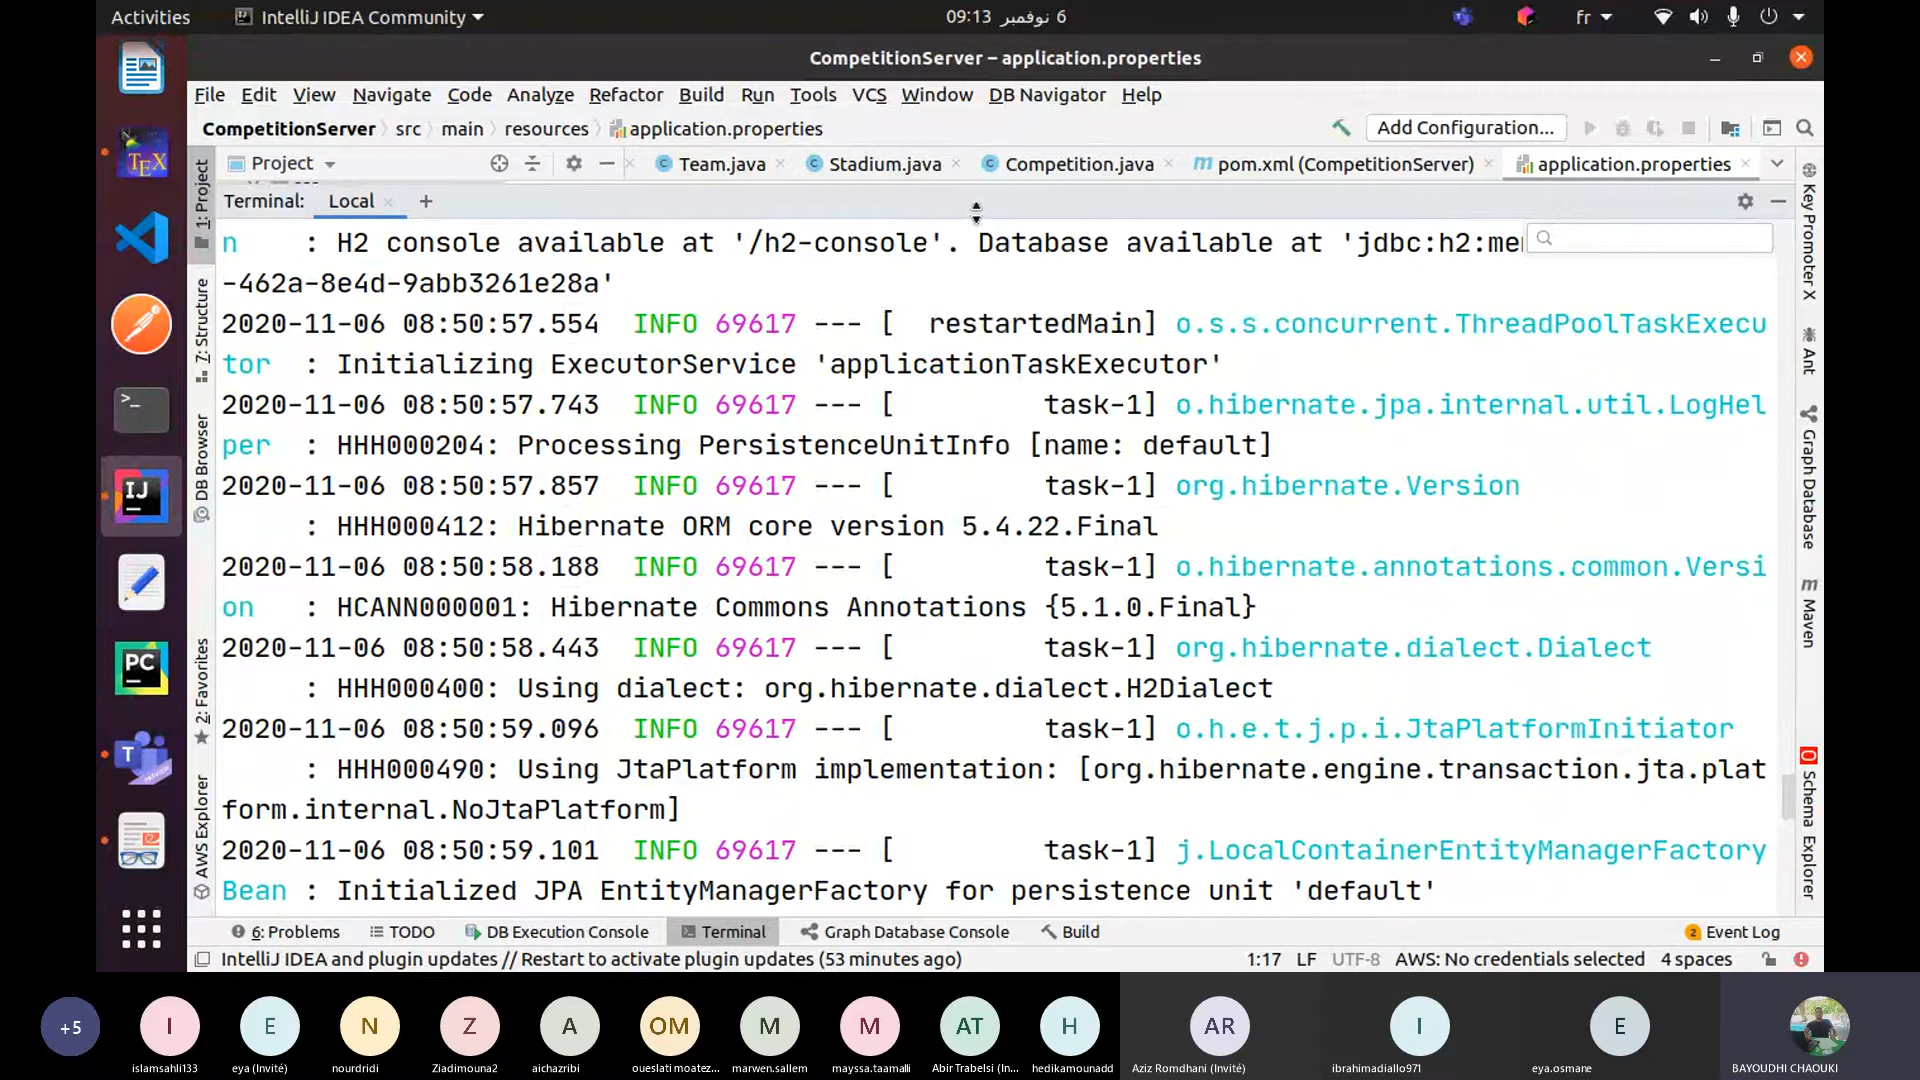 Activities
IntelliJ IDEA Community
6 نوفمبر 09:13
fr
CompetitionServer – application.properties
File Edit View Navigate Code Analyze Refactor Build Run Tools VCS Window DB Navigator Help
CompetitionServer src main resources application.properties
Add Configuration...
Project
Team.java
Stadium.java
Competition.java
pom.xml (CompetitionServer)
application.properties
Terminal: Local +
n : H2 console available at '/h2-console'. Database available at 'jdbc:h2:me
-462a-8e4d-9abb3261e28a'
2020-11-06 08:50:57.554 INFO 69617 --- [ restartedMain] o.s.s.concurrent.ThreadPoolTaskExecu
tor : Initializing ExecutorService 'applicationTaskExecutor'
2020-11-06 08:50:57.743 INFO 69617 --- [ task-1] o.hibernate.jpa.internal.util.LogHel
per : HHH000204: Processing PersistenceUnitInfo [name: default]
2020-11-06 08:50:57.857 INFO 69617 --- [ task-1] org.hibernate.Version
: HHH000412: Hibernate ORM core version 5.4.22.Final
2020-11-06 08:50:58.188 INFO 69617 --- [ task-1] o.hibernate.annotations.common.Versi
on : HCANN000001: Hibernate Commons Annotations {5.1.0.Final}
2020-11-06 08:50:58.443 INFO 69617 --- [ task-1] org.hibernate.dialect.Dialect
: HHH000400: Using dialect: org.hibernate.dialect.H2Dialect
2020-11-06 08:50:59.096 INFO 69617 --- [ task-1] o.h.e.t.j.p.i.JtaPlatformInitiator
: HHH000490: Using JtaPlatform implementation: [org.hibernate.engine.transaction.jta.plat
form.internal.NoJtaPlatform]
2020-11-06 08:50:59.101 INFO 69617 --- [ task-1] j.LocalContainerEntityManagerFactory
Bean : Initialized JPA EntityManagerFactory for persistence unit 'default'
1: Project
7: Structure
DB Browser
2: Favorites
AWS Explorer
Key Promoter X
Ant
Graph Database
m Maven
Schema Explorer
TEX
>_
IJ
PC
T
PREVIEW
6: Problems TODO DB Execution Console Terminal Graph Database Console Build
2 Event Log
IntelliJ IDEA and plugin updates // Restart to activate plugin updates (53 minutes ago)
1:17 LF UTF-8 AWS: No credentials selected 4 spaces
+5 I E N Z A OM M M AT H AR I E
islamsahli133
eya (Invité)
nourdridi
Ziadimouna2
aichazribi
oueslati moatez...
marwen.sallem
mayssa.taamalli
Abir Trabelsi (In...
hedikamounadd
Aziz Romdhani (Invité)
ibrahimadiallo971
eya.osmane
BAYOUDHI CHAOUKI